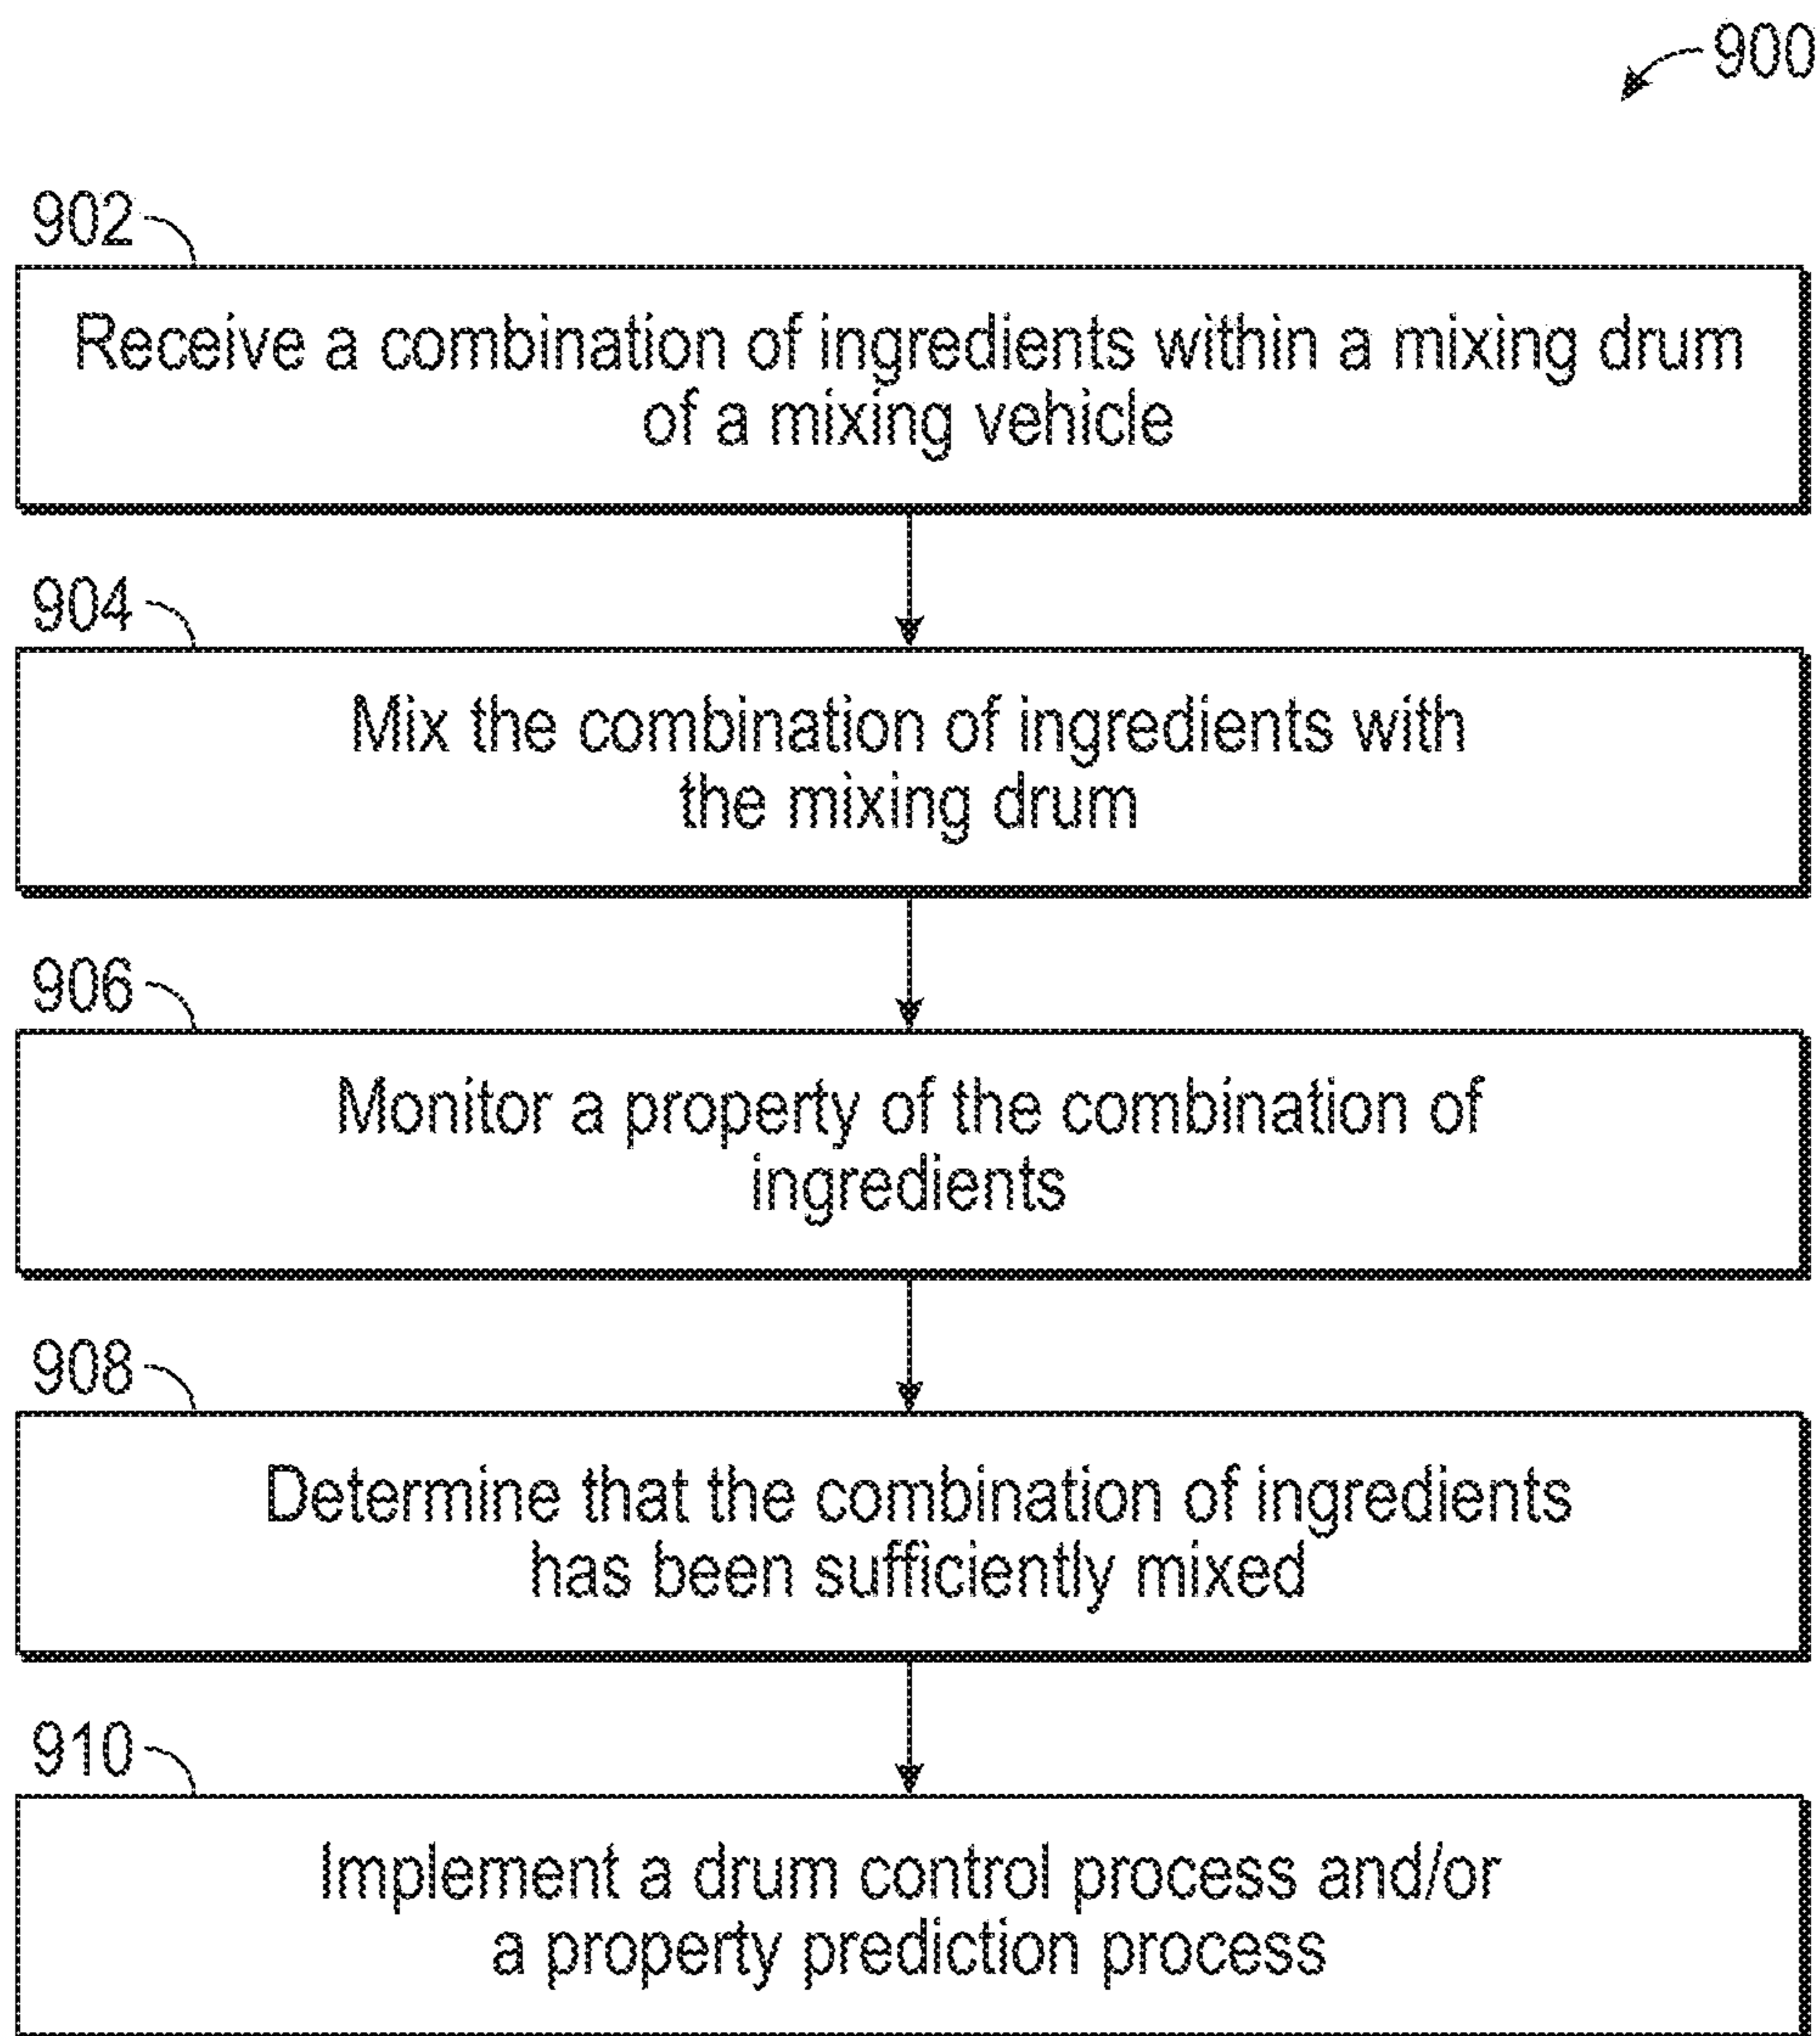 900
902
Receive a combination of ingredients within a mixing drum
of a mixing vehicle
904
Mix the combination of ingredients with
the mixing drum
906
Monitor a property of the combination of
ingredients
908
Determine that the combination of ingredients
has been sufficiently mixed
910
Implement a drum control process and/or
a property prediction process